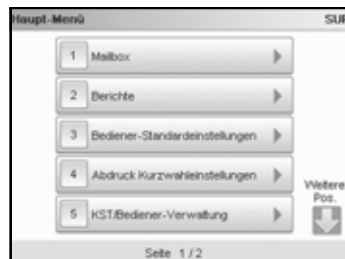 Haupt-Menü SUP
1 Mailbox
2 Berichte
3 Bediener-Standardeinstellungen
4 Abdruck Kurzwahleinstellungen
5 KST/Bediener-Verwaltung
Weitere
Pos.
Seite 1/2